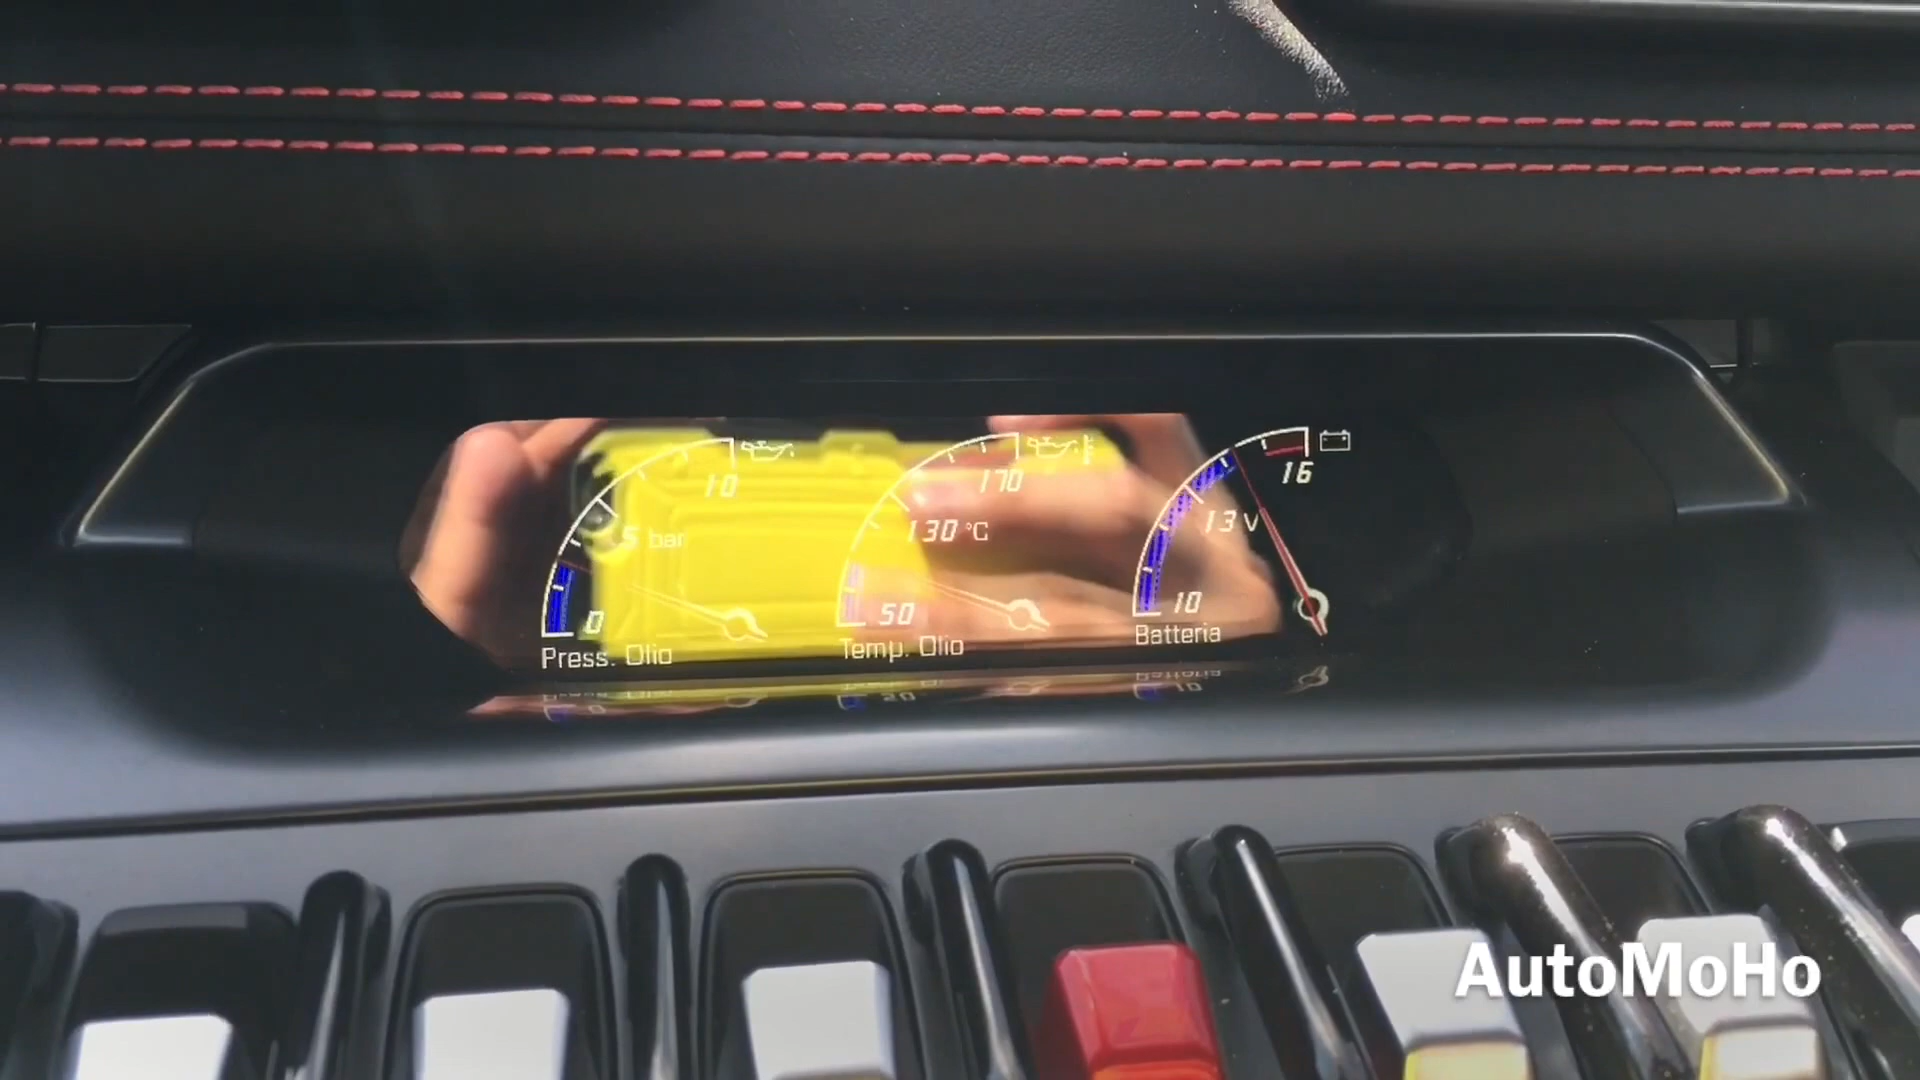 10
5 bar
0
Press. Olio
170
130 °C
50
Temp. Olio
16
13 V
10
Batteria
AutoMoHo